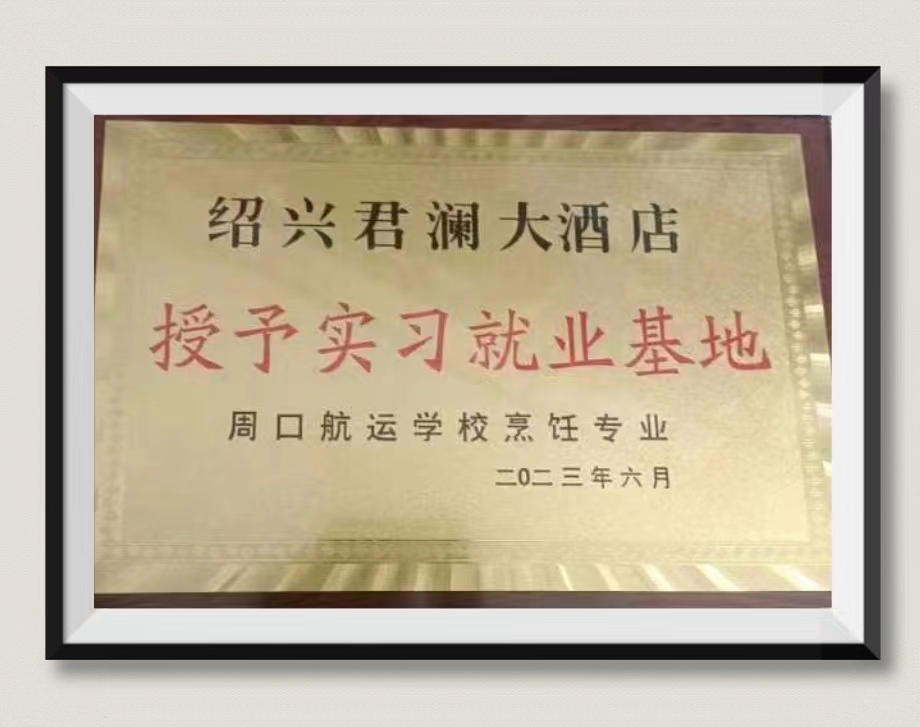 绍兴君澜大酒店
授予实习就业基地
周口航运学校烹饪专业
二0二三年六月